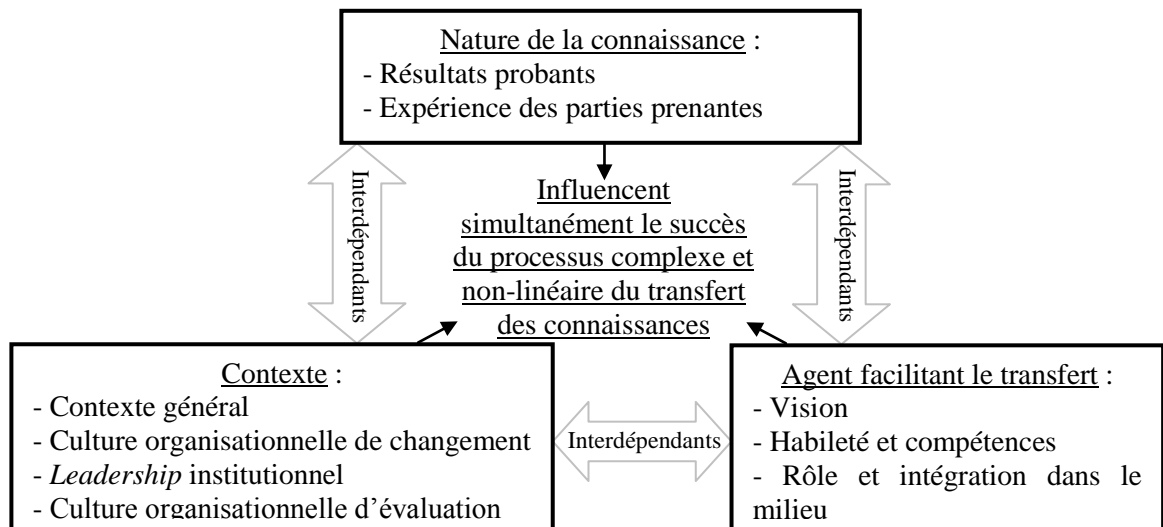 Nature de la connaissance :
- Résultats probants
- Expérience des parties prenantes
Interdépendants
Influencent
simultanément le succès
du processus complexe et
non-linéaire du transfert
des connaissances
Interdépendants
Contexte :
- Contexte général
- Culture organisationnelle de changement
- Leadership institutionnel
- Culture organisationnelle d’évaluation
Interdépendants
Agent facilitant le transfert :
- Vision
- Habileté et compétences
- Rôle et intégration dans le
milieu